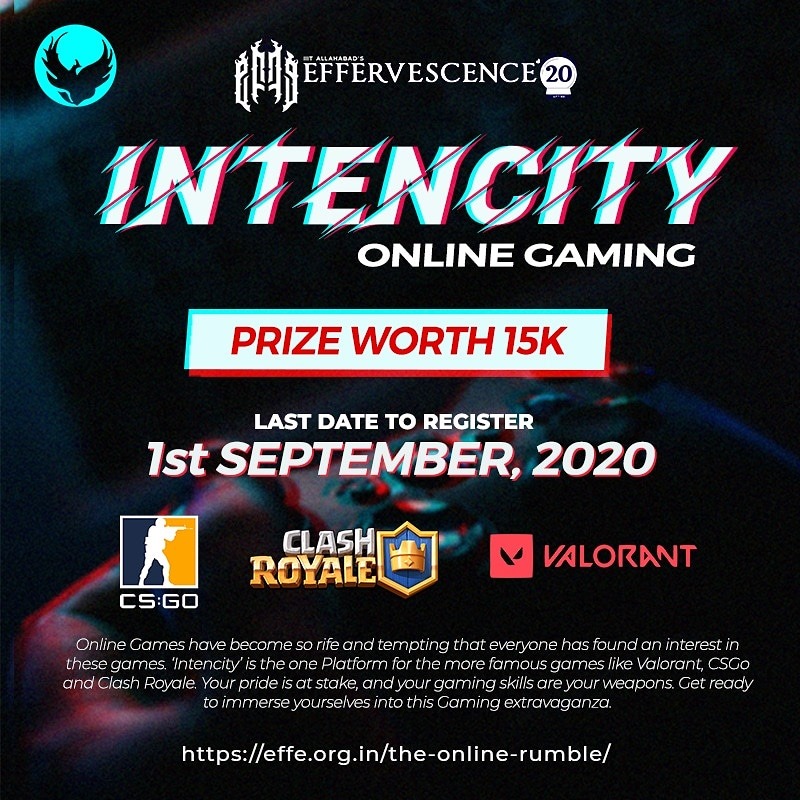 IIIT ALLAHABAD'S
EFFERVESCENCE'20
INTENCITY
ONLINE GAMING
PRIZE WORTH 15K
LAST DATE TO REGISTER
1st SEPTEMBER, 2020
CS:GO
CLASH
ROYALE
VALORANT
Online Games have become so rife and tempting that everyone has found an interest in
these games. ‘Intencity’ is the one Platform for the more famous games like Valorant, CSGo
and Clash Royale. Your pride is at stake, and your gaming skills are your weapons. Get ready
to immerse yourselves into this Gaming extravaganza.
https://effe.org.in/the-online-rumble/